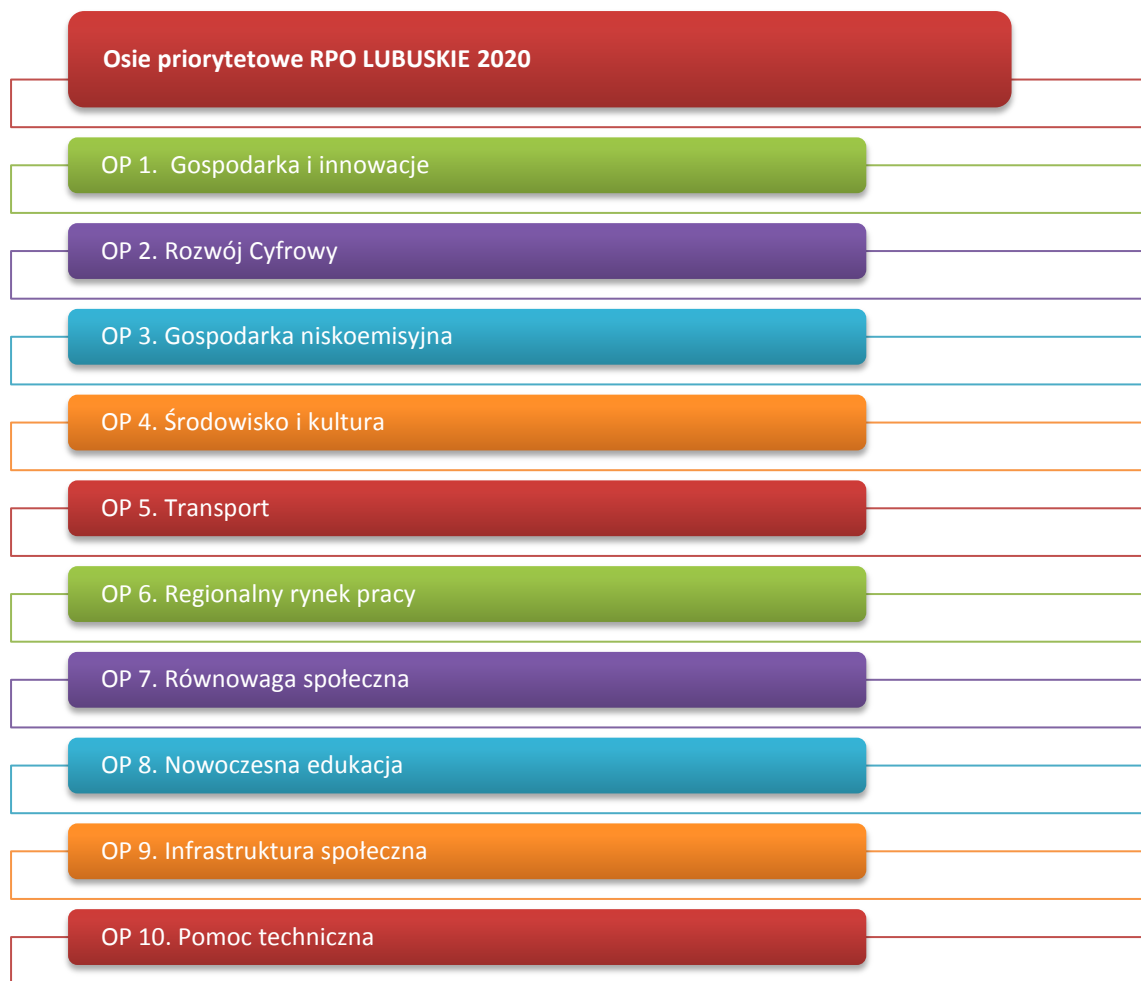 Osie priorytetowe RPO LUBUSKIE 2020
OP 1.  Gospodarka i innowacje
OP 2. Rozwój Cyfrowy
OP 3. Gospodarka niskoemisyjna
OP 4. Środowisko i kultura
OP 5. Transport
OP 6. Regionalny rynek pracy
OP 7. Równowaga społeczna
OP 8. Nowoczesna edukacja
OP 9. Infrastruktura społeczna
OP 10. Pomoc techniczna